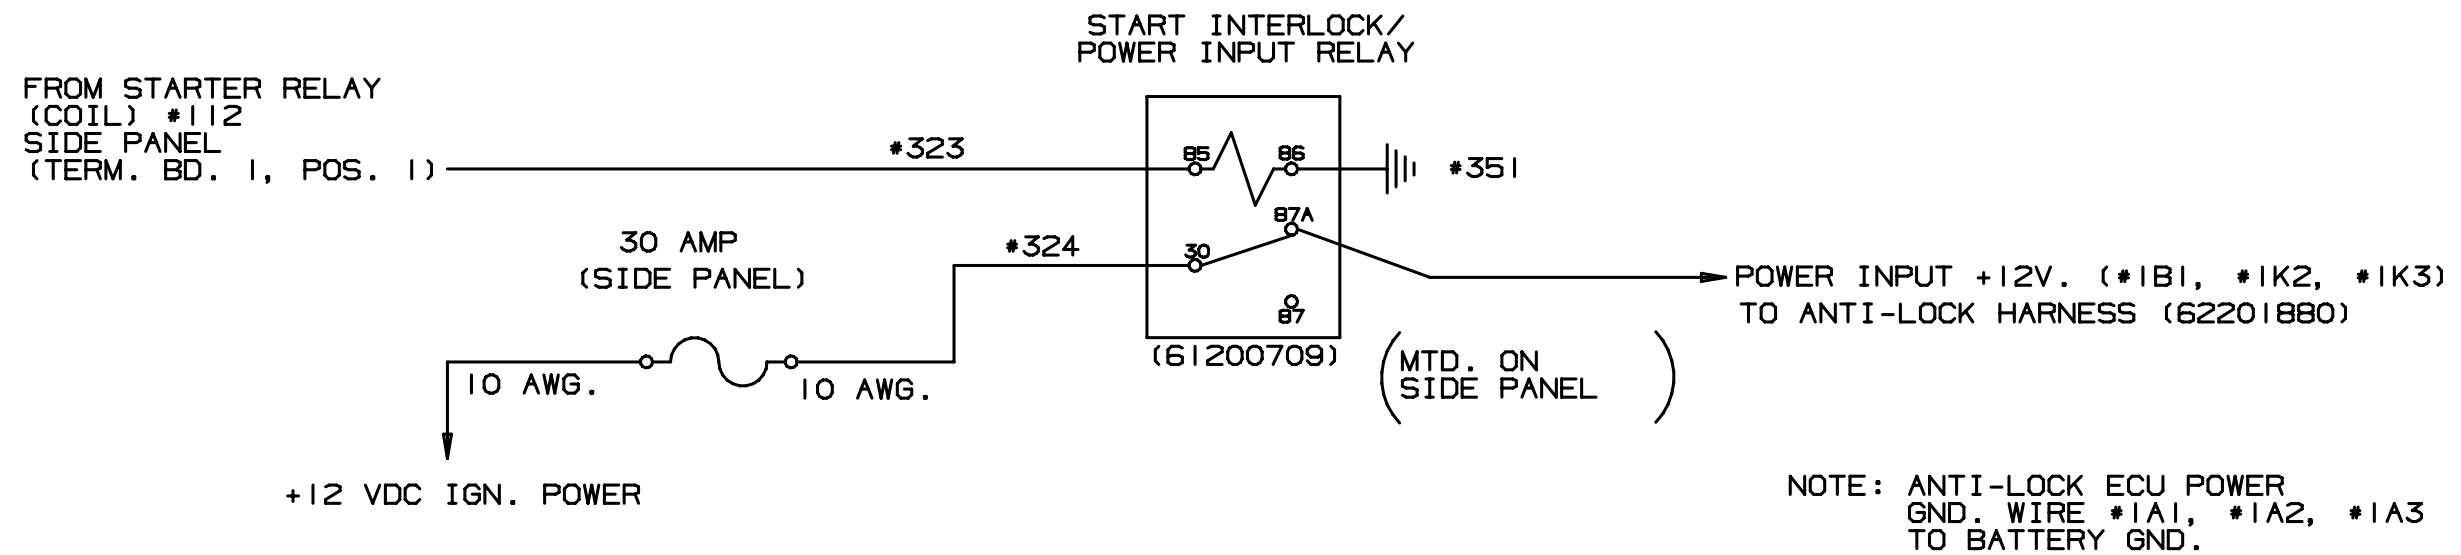 START INTERLOCK/
POWER INPUT RELAY
FROM STARTER RELAY
(COIL) #112
SIDE PANEL
(TERM. BD. 1, POS. 1)
#323
85
86
#351
87A
30 AMP
(SIDE PANEL)
#324
30
POWER INPUT +12V. (#1B1, #1K2, #1K3)
TO ANTI-LOCK HARNESS (62201880)
87
(61200709)
(MTD. ON
SIDE PANEL)
10 AWG.
10 AWG.
+12 VDC IGN. POWER
NOTE: ANTI-LOCK ECU POWER
GND. WIRE #1A1, #1A2, #1A3
TO BATTERY GND.